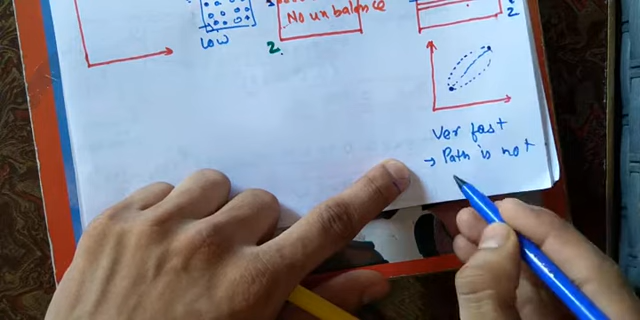 No unbalance
2
LOW
2.
Ver fast
→ Path is not